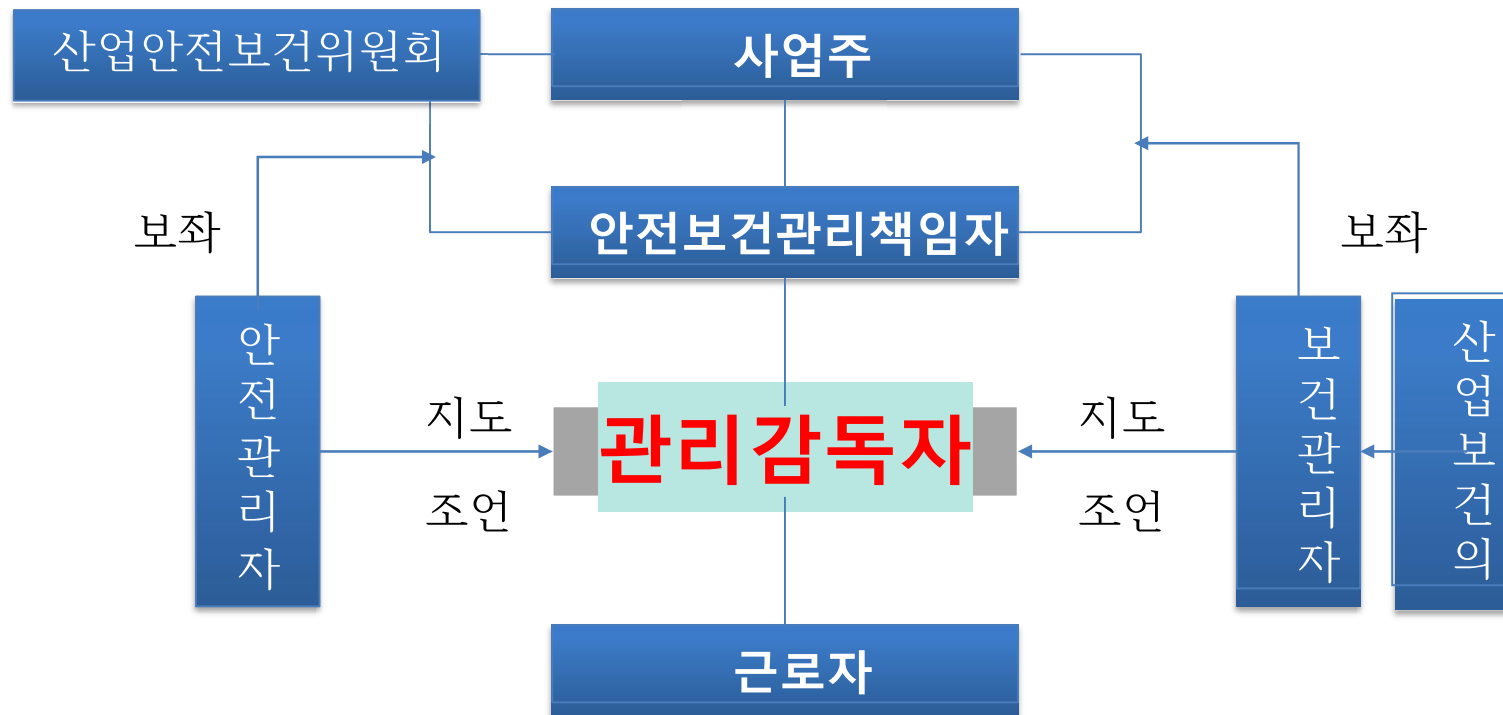 산업안전보건위원회
사업주
보좌
안전보건관리책임자
보좌
안전관리자
지도
조언
관리감독자
지도
조언
보건관리자
산업보건의
근로자